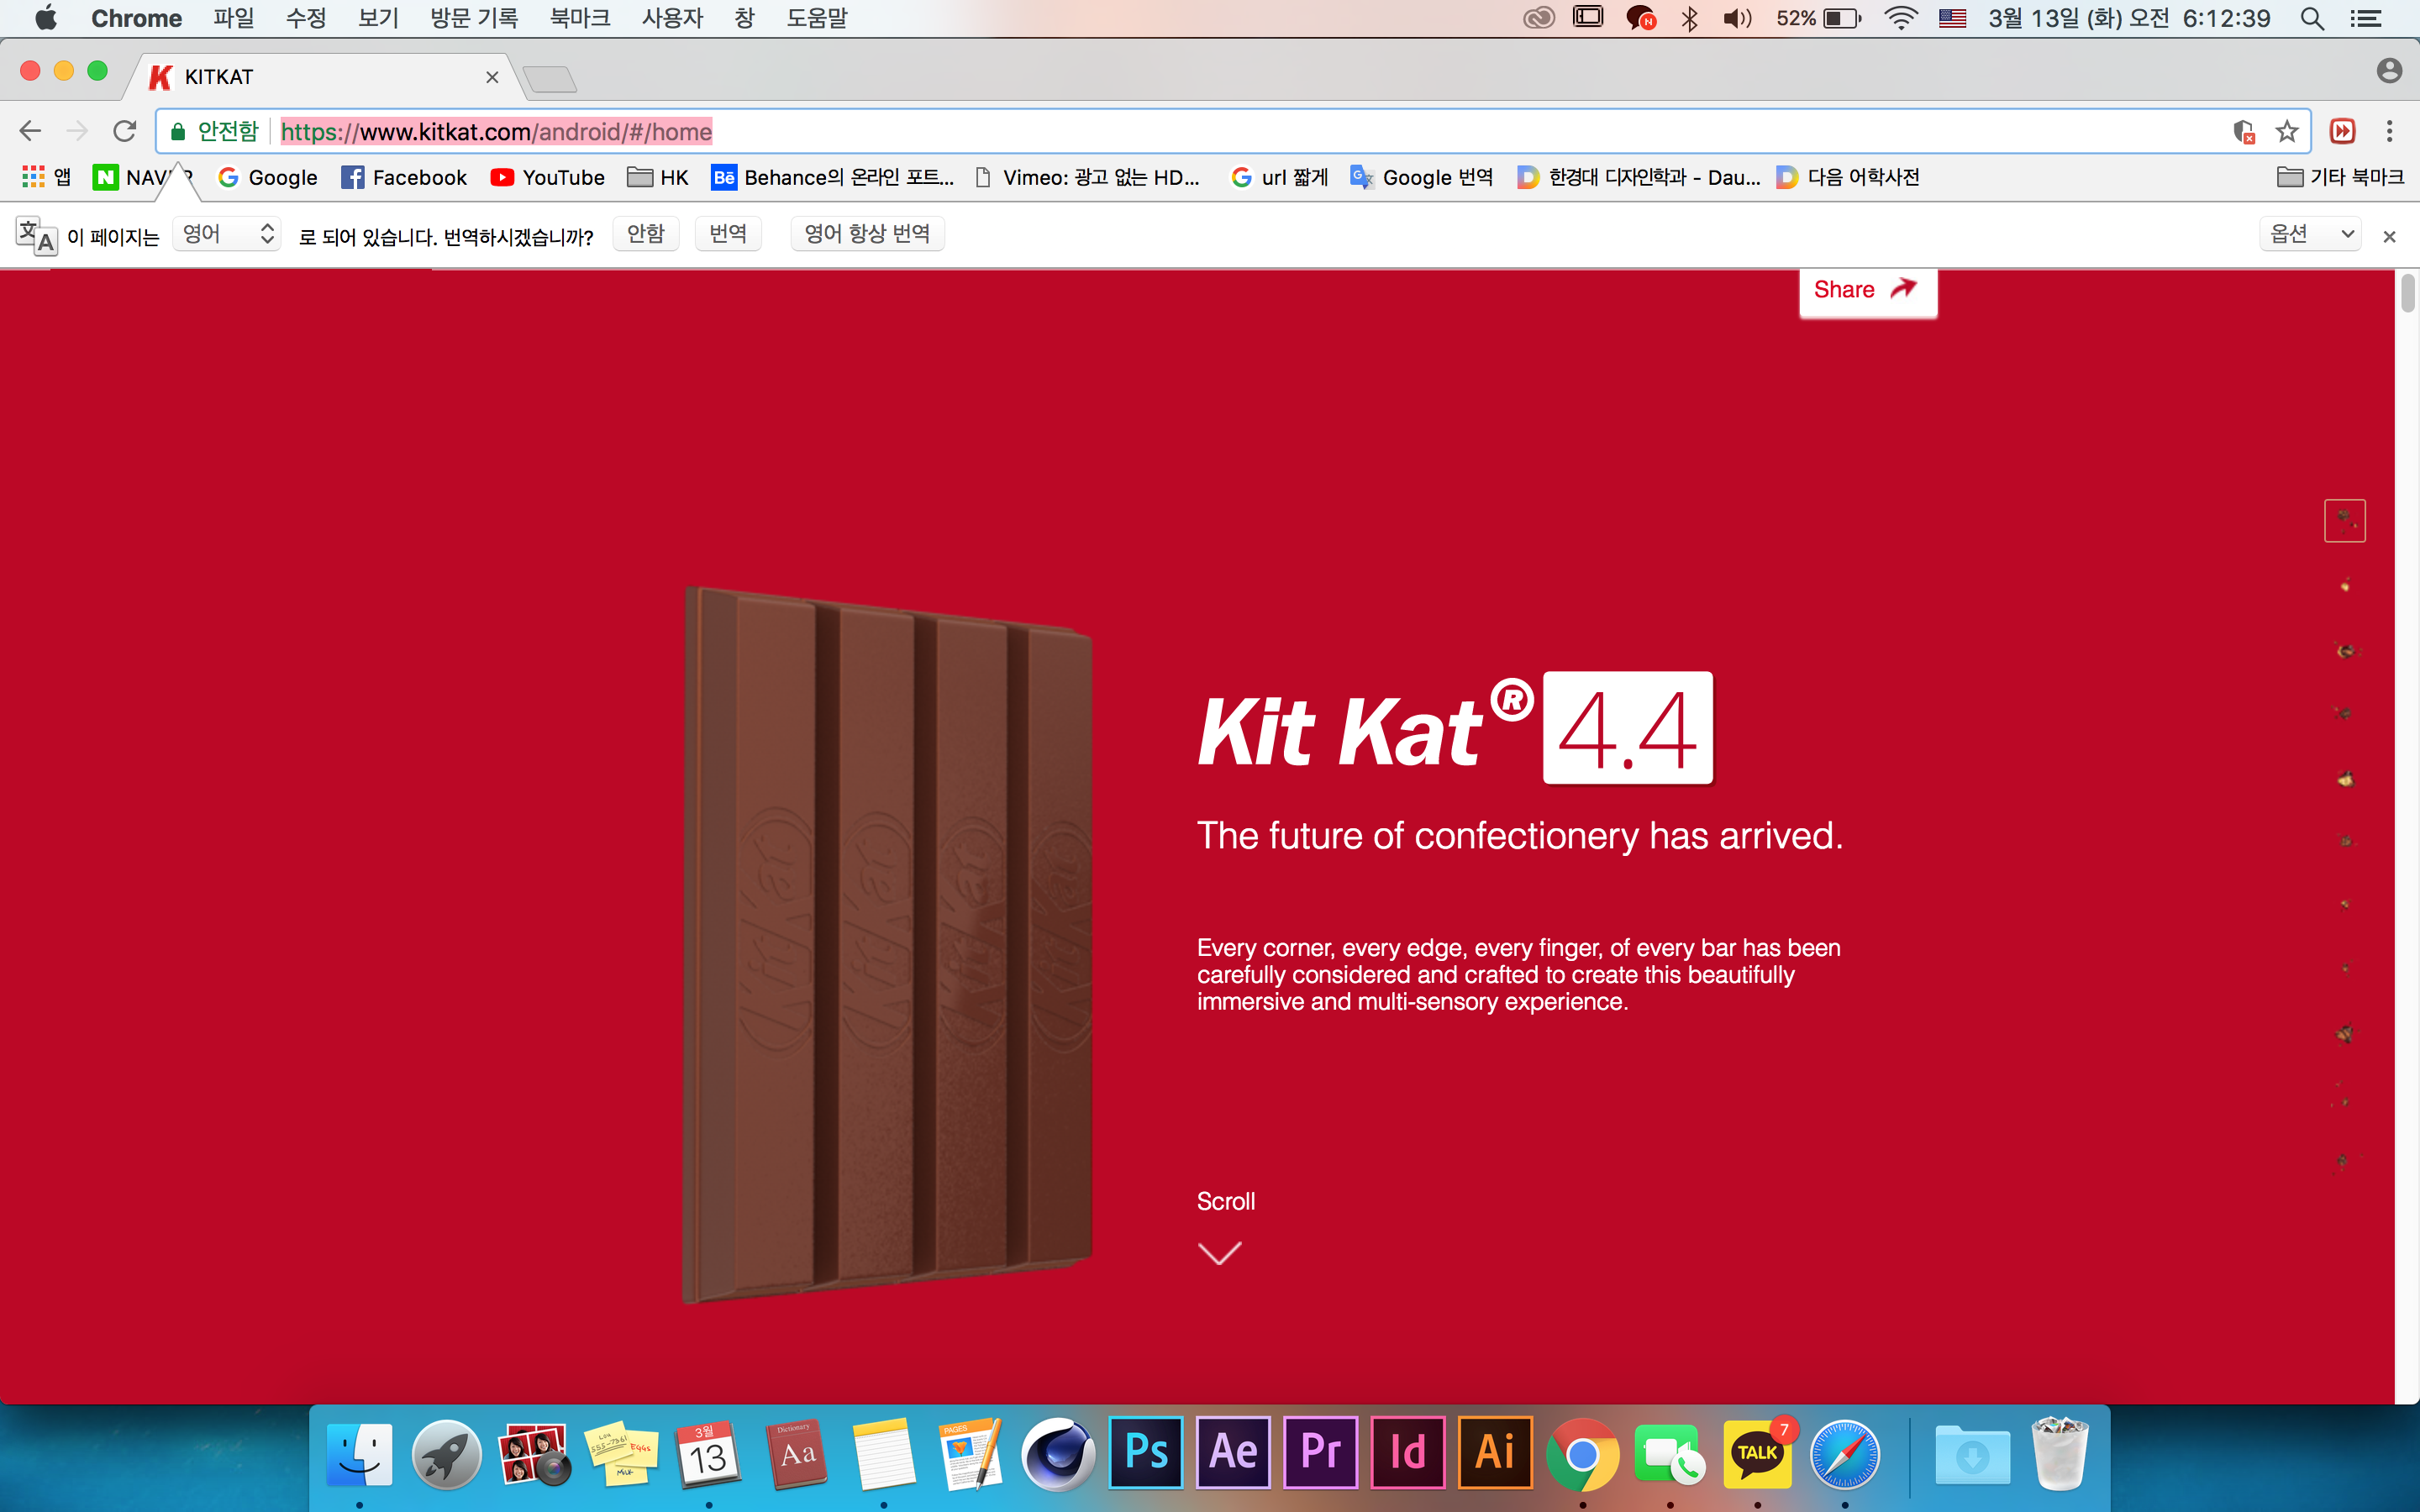 Chrome 파일 수정 보기 방문 기록 북마크 사용자 창 도움말 52% 3월 13일 (화) 오전 6:12:39
KITKAT
안전함 https://www.kitkat.com/android/#/home
앱 Google Facebook YouTube HK Behance의 온라인 포트... Vimeo: 광고 없는 HD... url 짧게 Google 번역 한경대 디자인학과 - Dau... 다음 어학사전 기타 북마크
이 페이지는 영어 로 되어 있습니다. 번역하시겠습니까? 안함 번역 영어 항상 번역 옵션
Share
Kit Kat® 4.4
The future of confectionery has arrived.
Every corner, every edge, every finger, of every bar has been
carefully considered and crafted to create this beautifully
immersive and multi-sensory experience.
KitKat KitKat KitKat KitKat
Scroll
3월
13
Dictionary
Aa
PAGES
Ps Ae Pr Id Ai
TALK
7